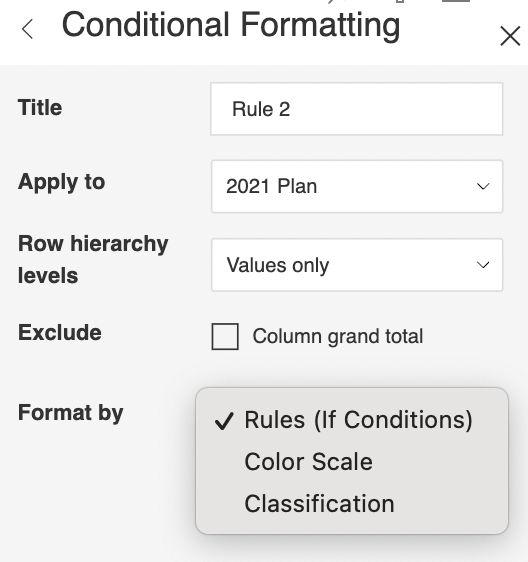 Conditional Formatting
Title
Rule 2
Apply to
2021 Plan
Row hierarchy
levels
Values only
Exclude
Column grand total
Format by
Rules (If Conditions)
Color Scale
Classification